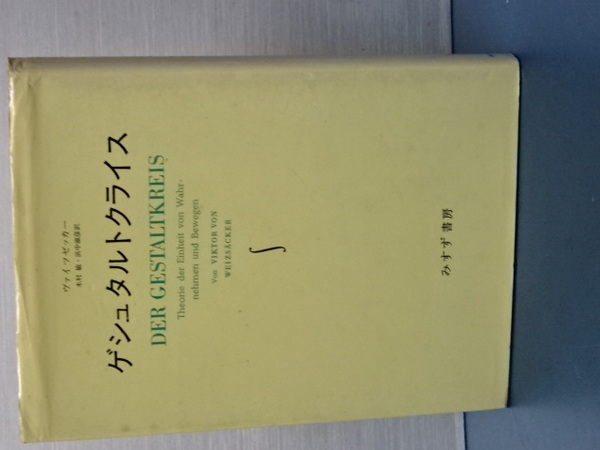 ヴァイツゼッカー
木村 敏・浜中淑彦訳
ゲシュタルトクライス
DER GESTALTKREIS
Theorie der Einheit von Wahr-
nehmen und Bewegen
Von VIKTOR VON
WEIZSÄCKER
みすず書房